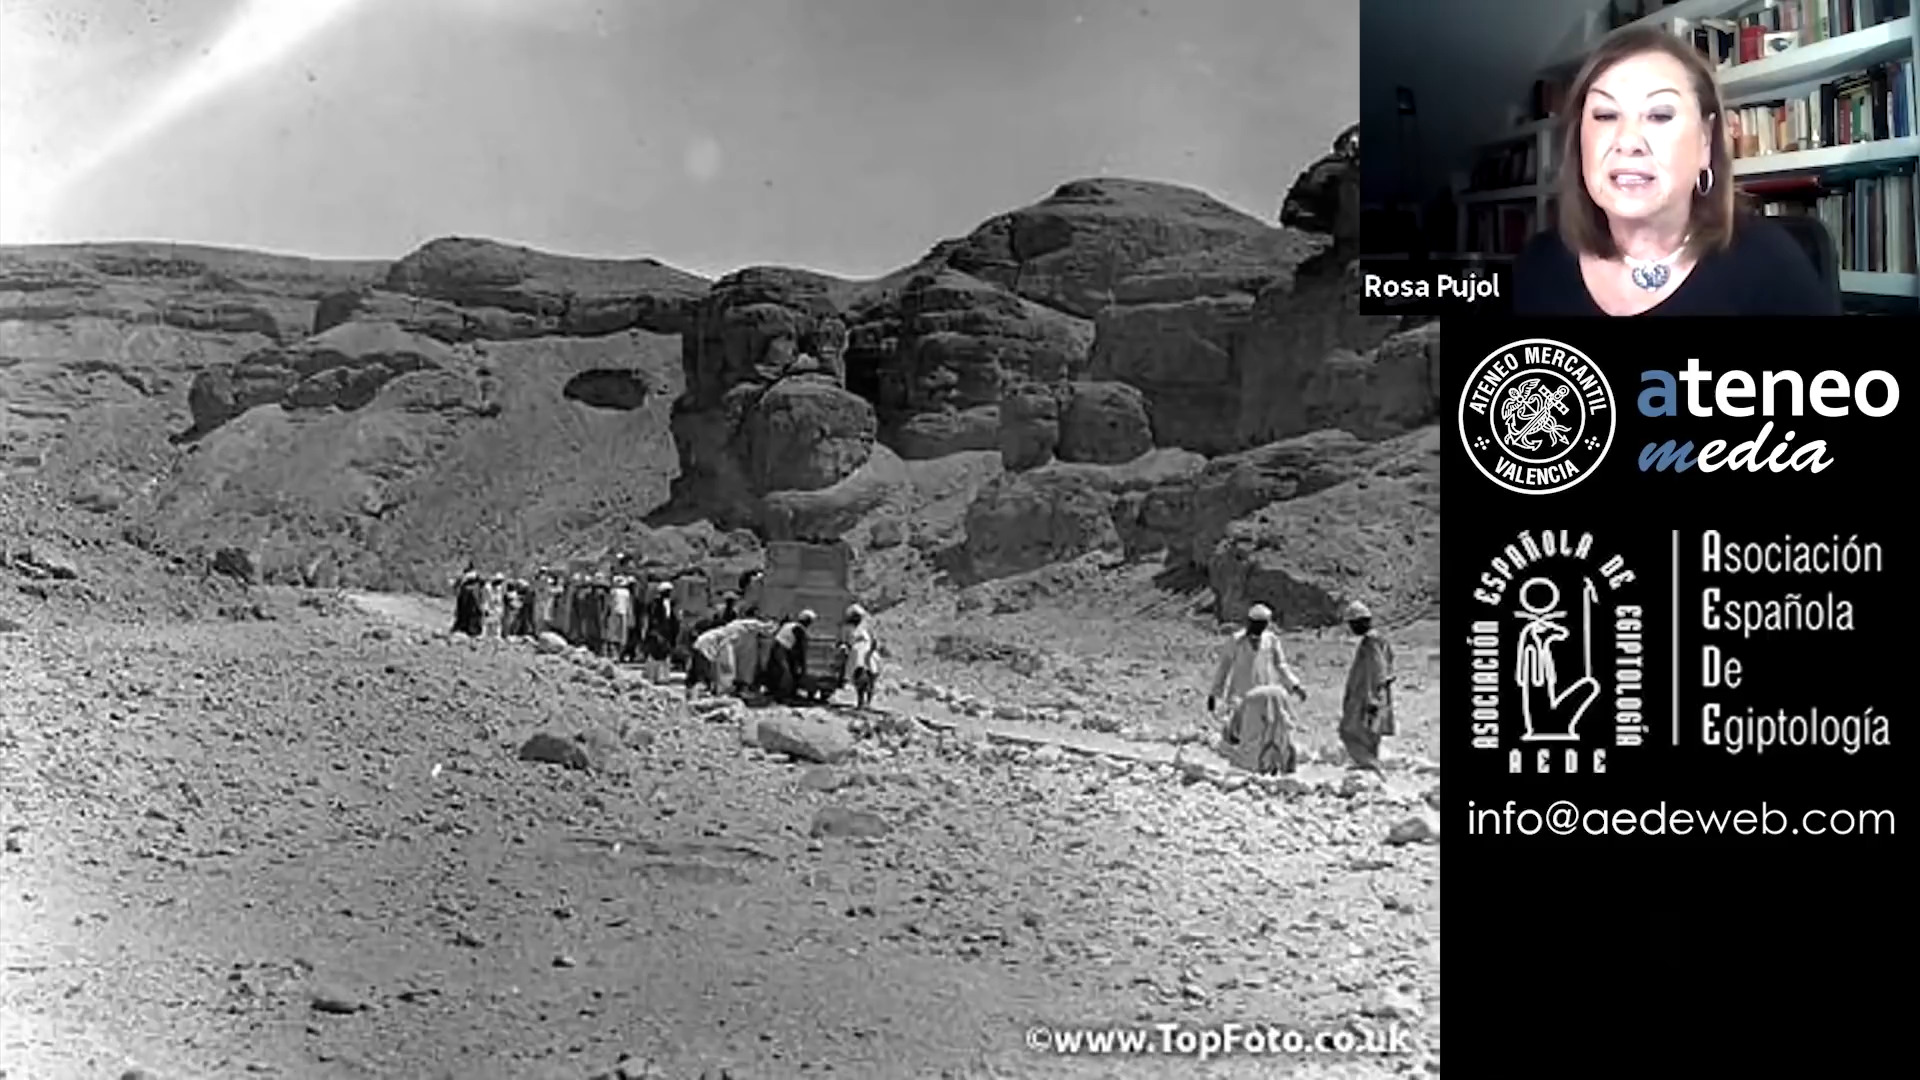 Rosa Pujol
ATENEO MERCANTIL
VALENCIA
ateneo
media
ASOCIACIÓN ESPAÑOLA DE EGIPTOLOGÍA
AEDE
Asociación
Española
De
Egiptología
info@aedeweb.com
©www.TopFoto.co.uk